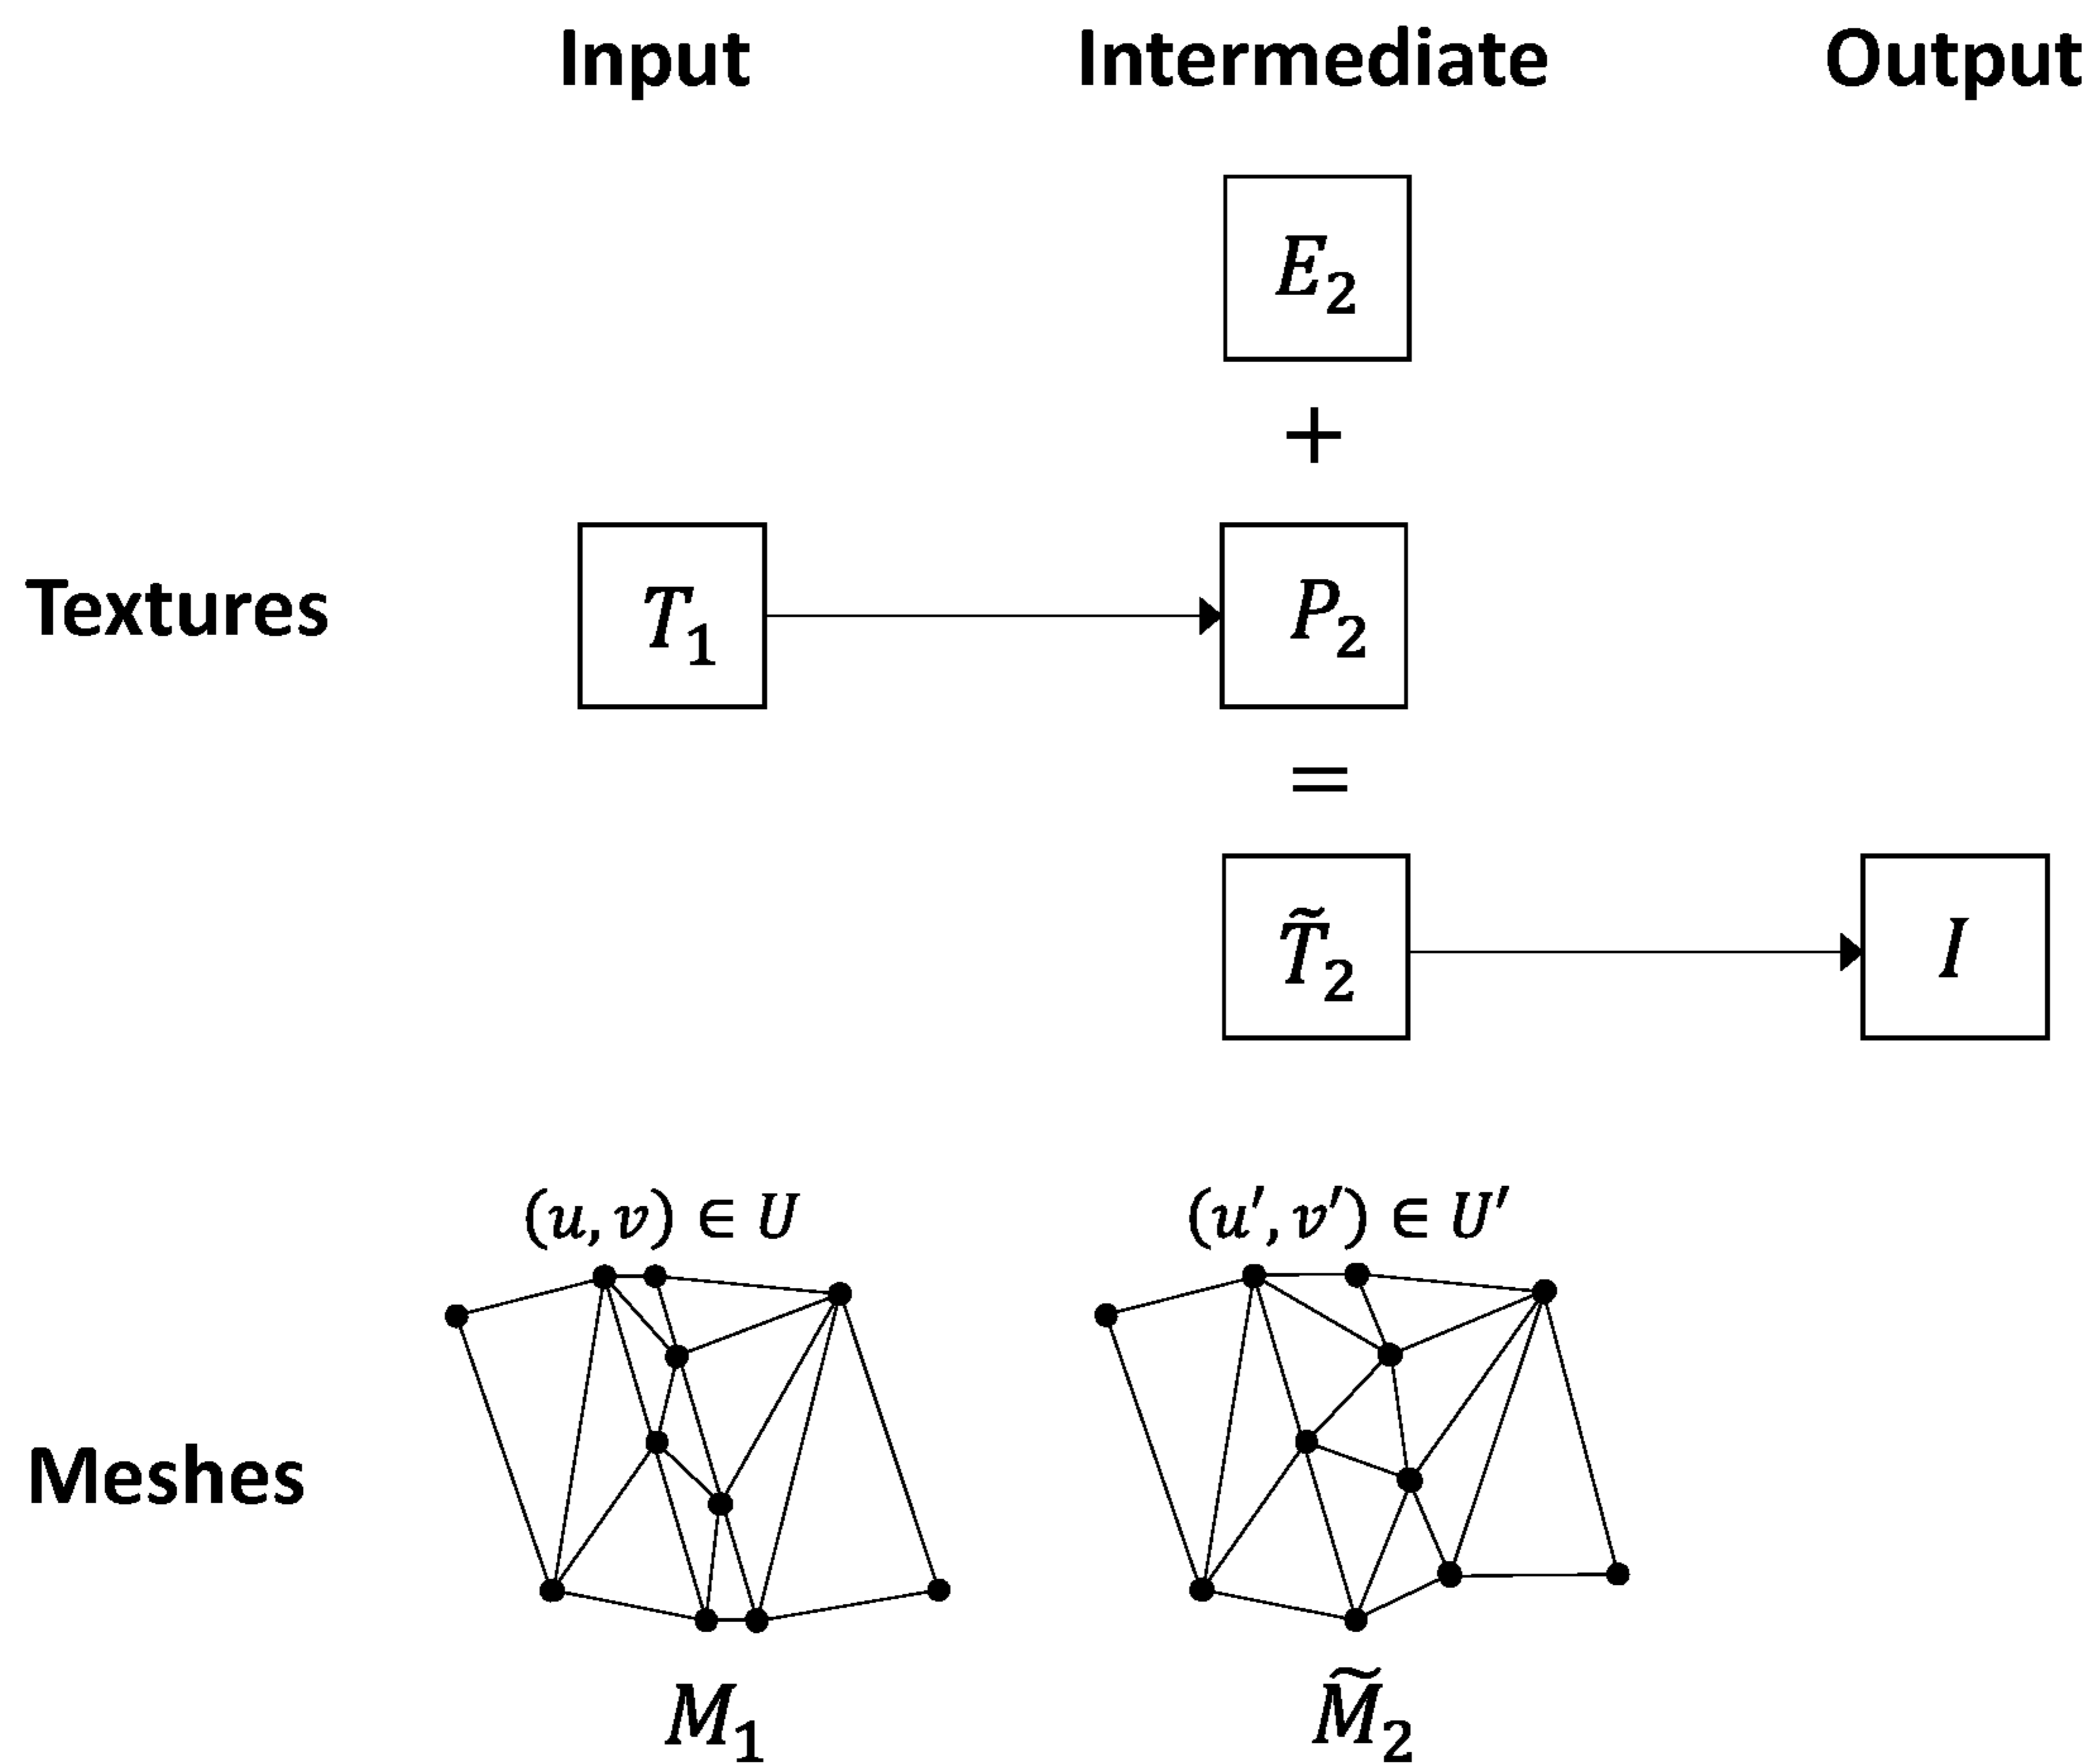 Input Intermediate Output
E₂
+
Textures T₁ P₂
=
T̃₂ I
(u, v) ∈ U (u′, v′) ∈ U′
Meshes
M₁ M̃₂